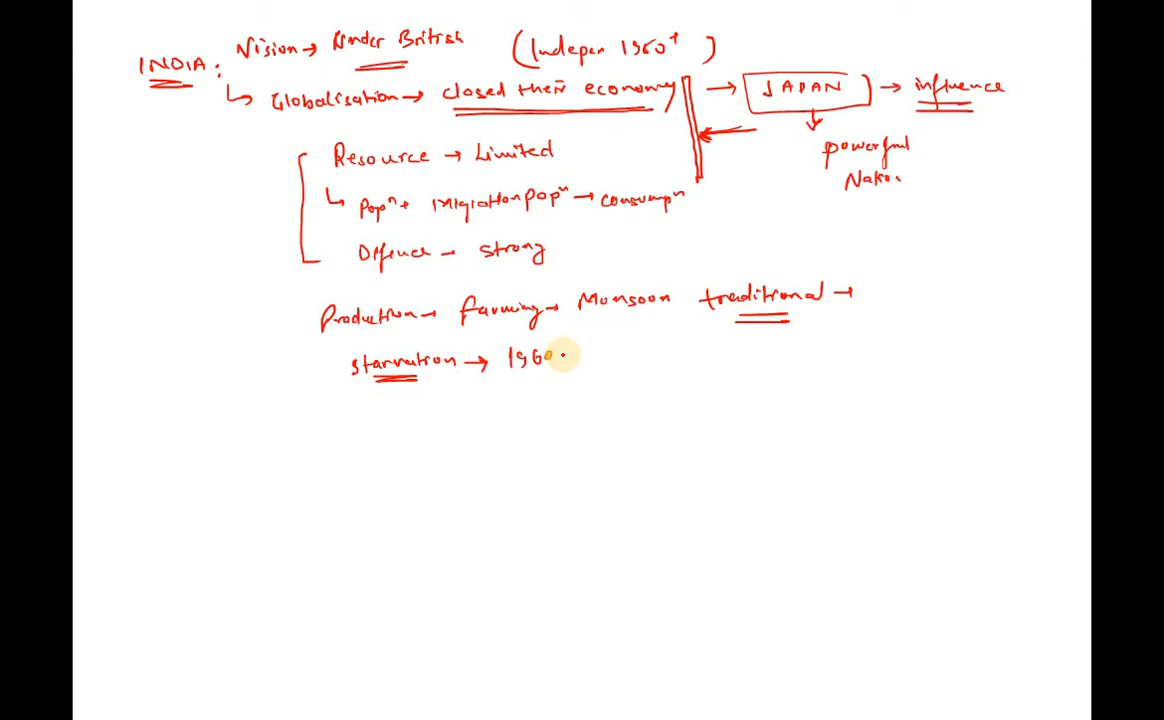 INDIA: Vision → Under British (Indepen 1950+)
↳ Globalisation → closed their economy → JAPAN → influence
powerful
Nation
Resource → Limited
↳ Popⁿ + Migration popⁿ → consumpⁿ
Deffence → strong
Production → farming → Monsoon traditional →
starvation → 1960.